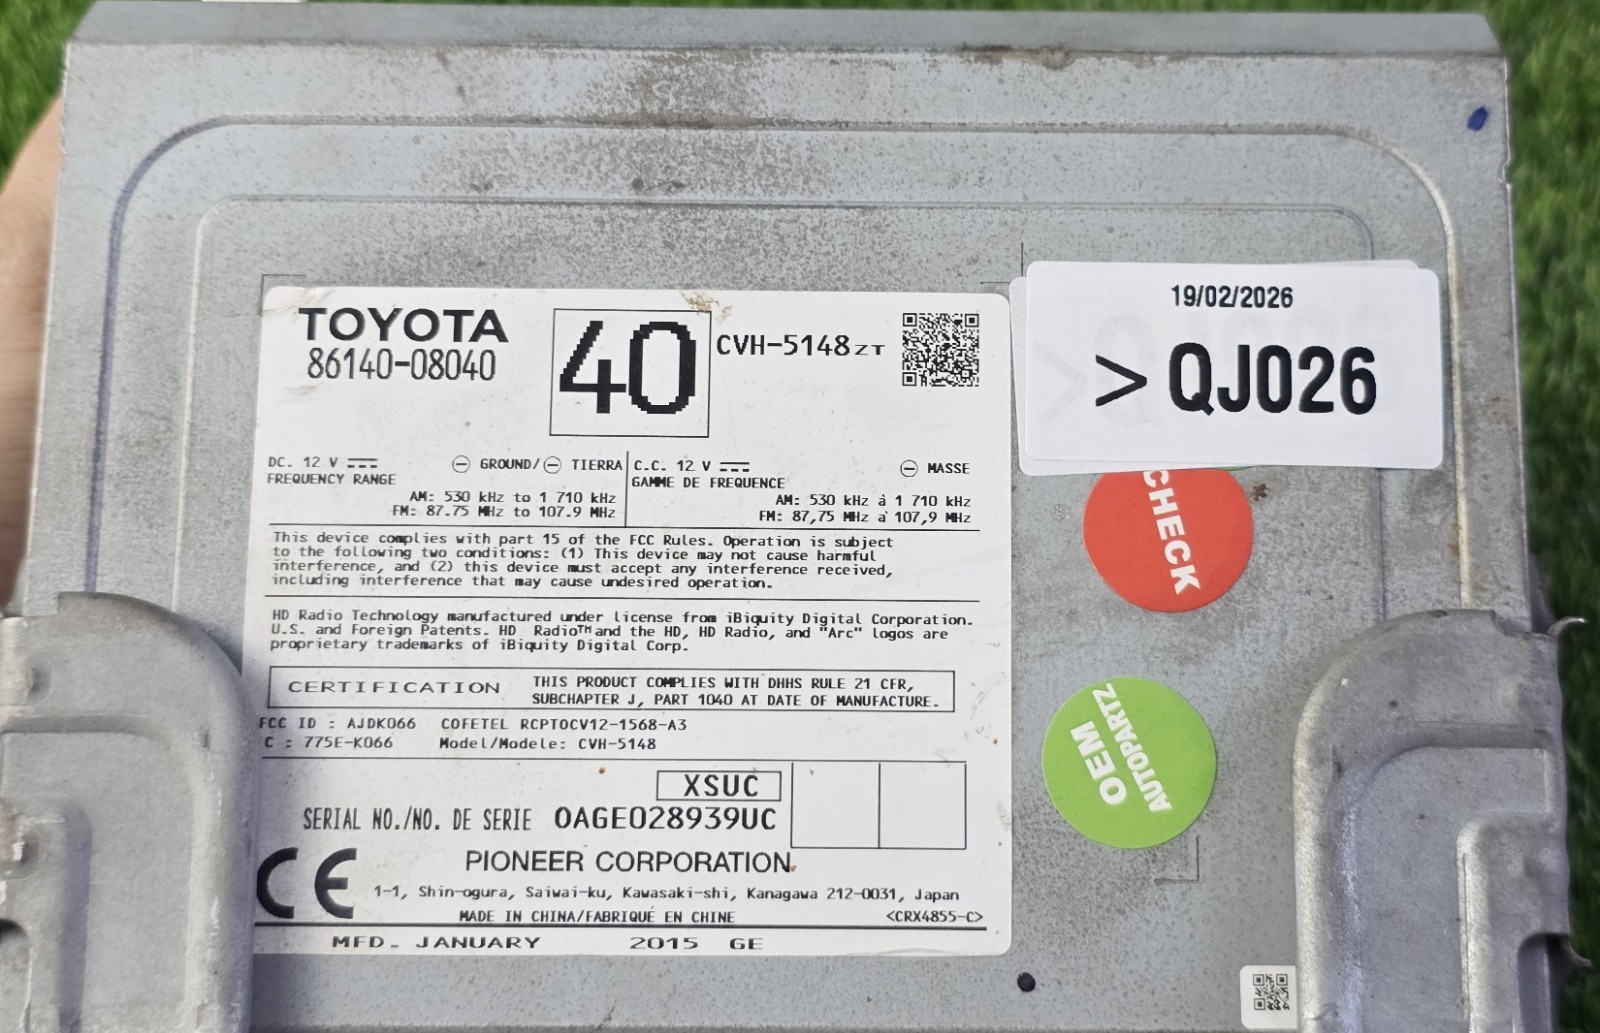 19/02/2026
> QJ026
CHECK
OEM
AUTOPARTZ
TOYOTA
86140-08040
40
CVH-5148ZT
DC. 12 V ⊖ GROUND/⊖ TIERRA
FREQUENCY RANGE
AM: 530 kHz to 1 710 kHz
FM: 87.75 MHz to 107.9 MHz
C.C. 12 V ⊖ MASSE
GAMME DE FREQUENCE
AM: 530 kHz à 1 710 kHz
FM: 87,75 MHz à 107,9 MHz
This device complies with part 15 of the FCC Rules. Operation is subject
to the following two conditions: (1) This device may not cause harmful
interference, and (2) this device must accept any interference received,
including interference that may cause undesired operation.
HD Radio Technology manufactured under license from iBiquity Digital Corporation.
U.S. and Foreign Patents. HD Radio™ and the HD, HD Radio, and "Arc" logos are
proprietary trademarks of iBiquity Digital Corp.
CERTIFICATION
THIS PRODUCT COMPLIES WITH DHHS RULE 21 CFR,
SUBCHAPTER J, PART 1040 AT DATE OF MANUFACTURE.
FCC ID : AJDK066 COFETEL RCPTOCV12-1568-A3
C : 775E-K066 Model/Modele: CVH-5148
XSUC
SERIAL NO./NO. DE SERIE 0AGE028939UC
CE
PIONEER CORPORATION
1-1, Shin-ogura, Saiwai-ku, Kawasaki-shi, Kanagawa 212-0031, Japan
MADE IN CHINA/FABRIQUÉ EN CHINE <CRX4855-C>
MFD. JANUARY 2015 GE